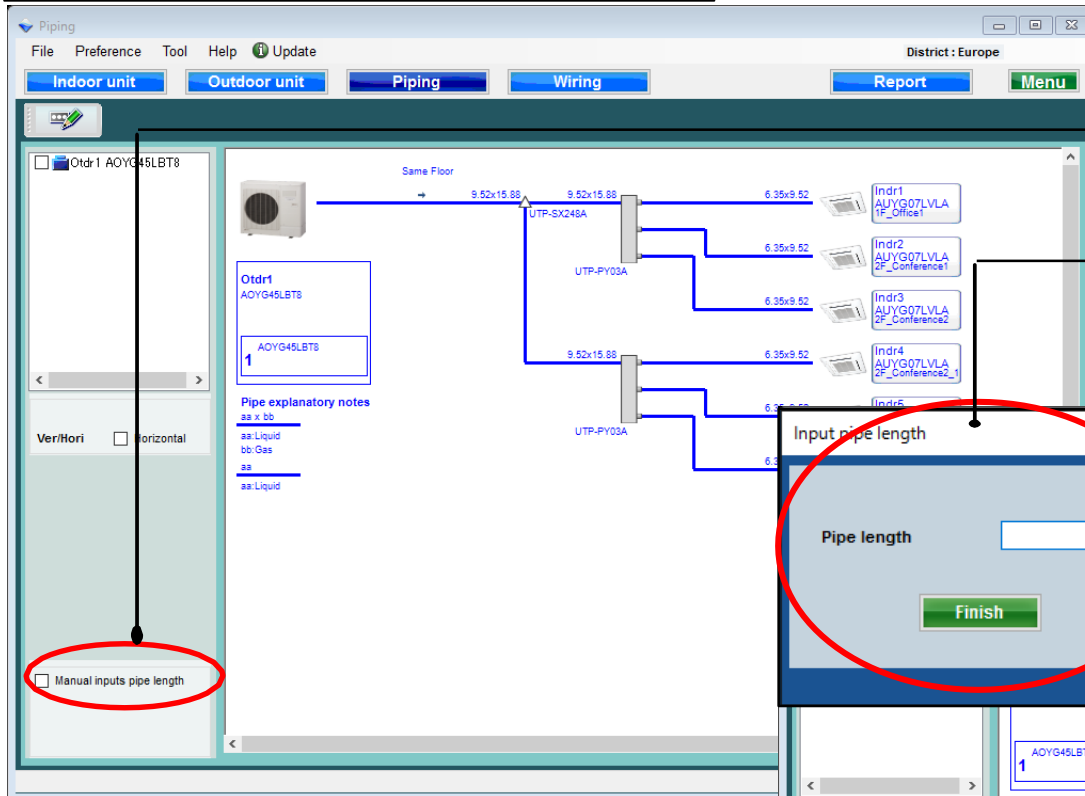 Piping
File Preference Tool Help Update
District : Europe
Indoor unit Outdoor unit Piping Wiring Report Menu
Otdr1 AOYG45LBT8
Same Floor
9.52x15.88 9.52x15.88 6.35x9.52
UTP-SX248A
Indr1
AUYG07LVLA
1F_Office1
6.35x9.52
Indr2
AUYG07LVLA
2F_Conference1
UTP-PY03A
Otdr1
AOYG45LBT8
6.35x9.52
Indr3
AUYG07LVLA
2F_Conference2
AOYG45LBT8
1
9.52x15.88 6.35x9.52
Indr4
AUYG07LVLA
2F_Conference2_1
Pipe explanatory notes
aa x bb
aa:Liquid
bb:Gas
aa
aa:Liquid
UTP-PY03A
Indr5
Ver/Hori Horizontal
Input pipe length
Pipe length
Finish
Manual inputs pipe length
AOYG45LBT
1